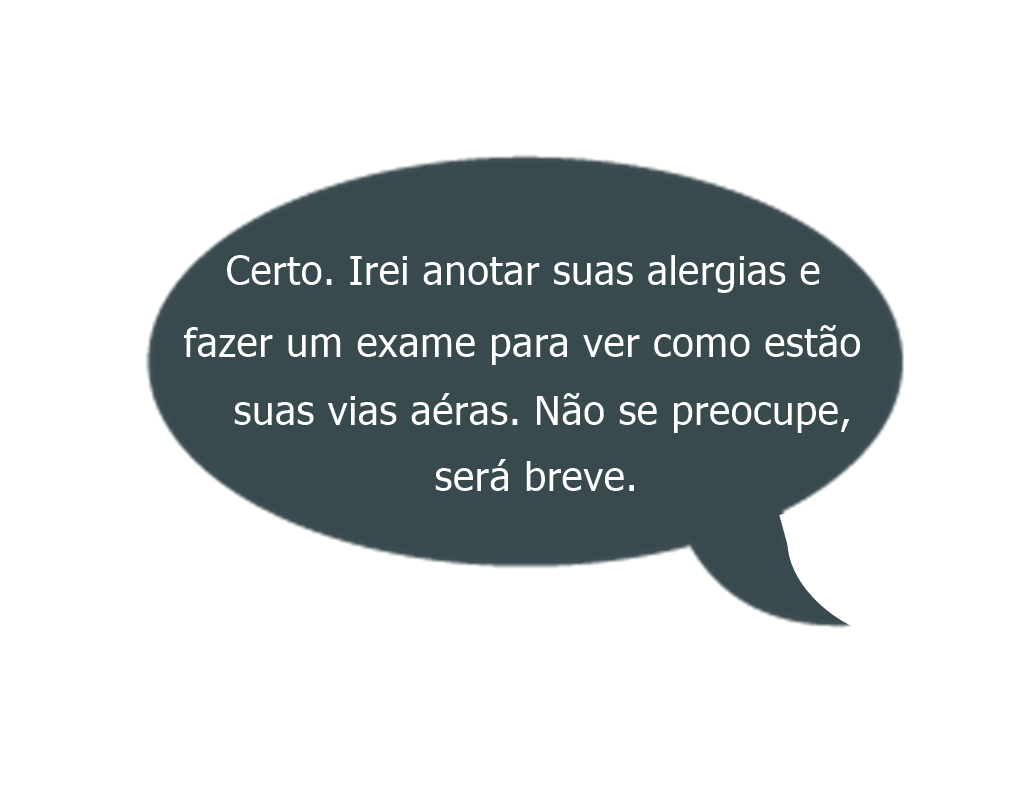 Certo. Irei anotar suas alergias e
fazer um exame para ver como estão
suas vias aéras. Não se preocupe,
será breve.